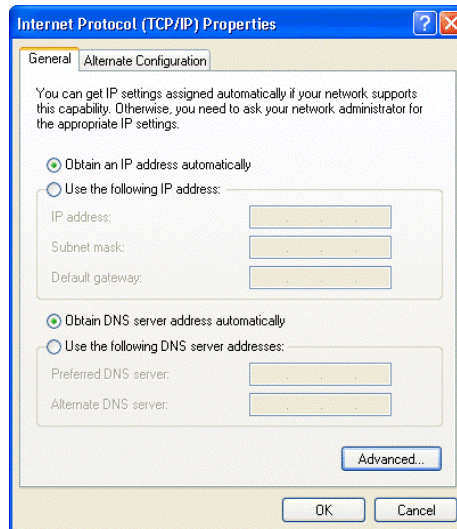 Internet Protocol (TCP/IP) Properties
General
Alternate Configuration
You can get IP settings assigned automatically if your network supports
this capability. Otherwise, you need to ask your network administrator for
the appropriate IP settings.
Obtain an IP address automatically
Use the following IP address:
IP address:
Subnet mask:
Default gateway:
Obtain DNS server address automatically
Use the following DNS server addresses:
Preferred DNS server:
Alternate DNS server:
Advanced...
OK
Cancel